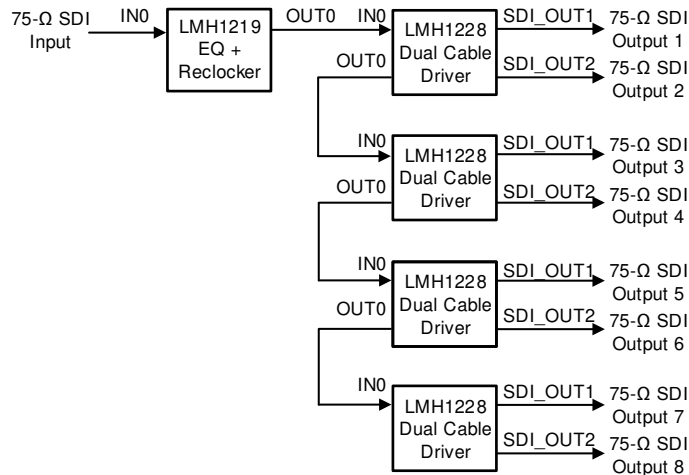 75-Ω SDI
Input
IN0
LMH1219
EQ +
Reclocker
OUT0
IN0
LMH1228
Dual Cable
Driver
SDI_OUT1
75-Ω SDI
Output 1
OUT0
SDI_OUT2
75-Ω SDI
Output 2
IN0
LMH1228
Dual Cable
Driver
SDI_OUT1
75-Ω SDI
Output 3
OUT0
SDI_OUT2
75-Ω SDI
Output 4
IN0
LMH1228
Dual Cable
Driver
SDI_OUT1
75-Ω SDI
Output 5
OUT0
SDI_OUT2
75-Ω SDI
Output 6
IN0
LMH1228
Dual Cable
Driver
SDI_OUT1
75-Ω SDI
Output 7
SDI_OUT2
75-Ω SDI
Output 8